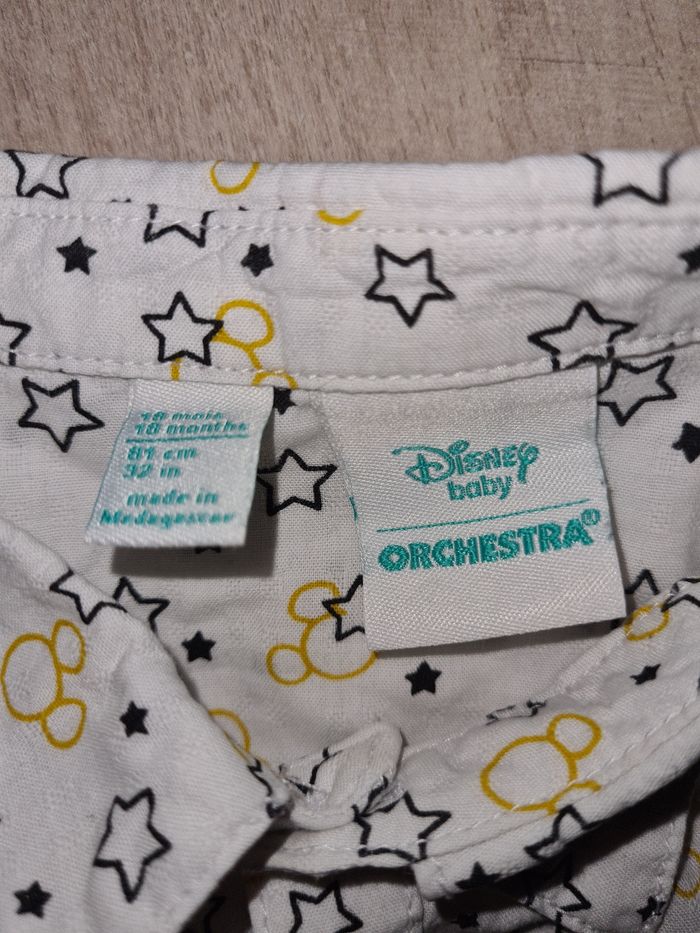 18 mois
18 months
81 cm
32 in
made in
Madagascar
Disney
baby
ORCHESTRA®